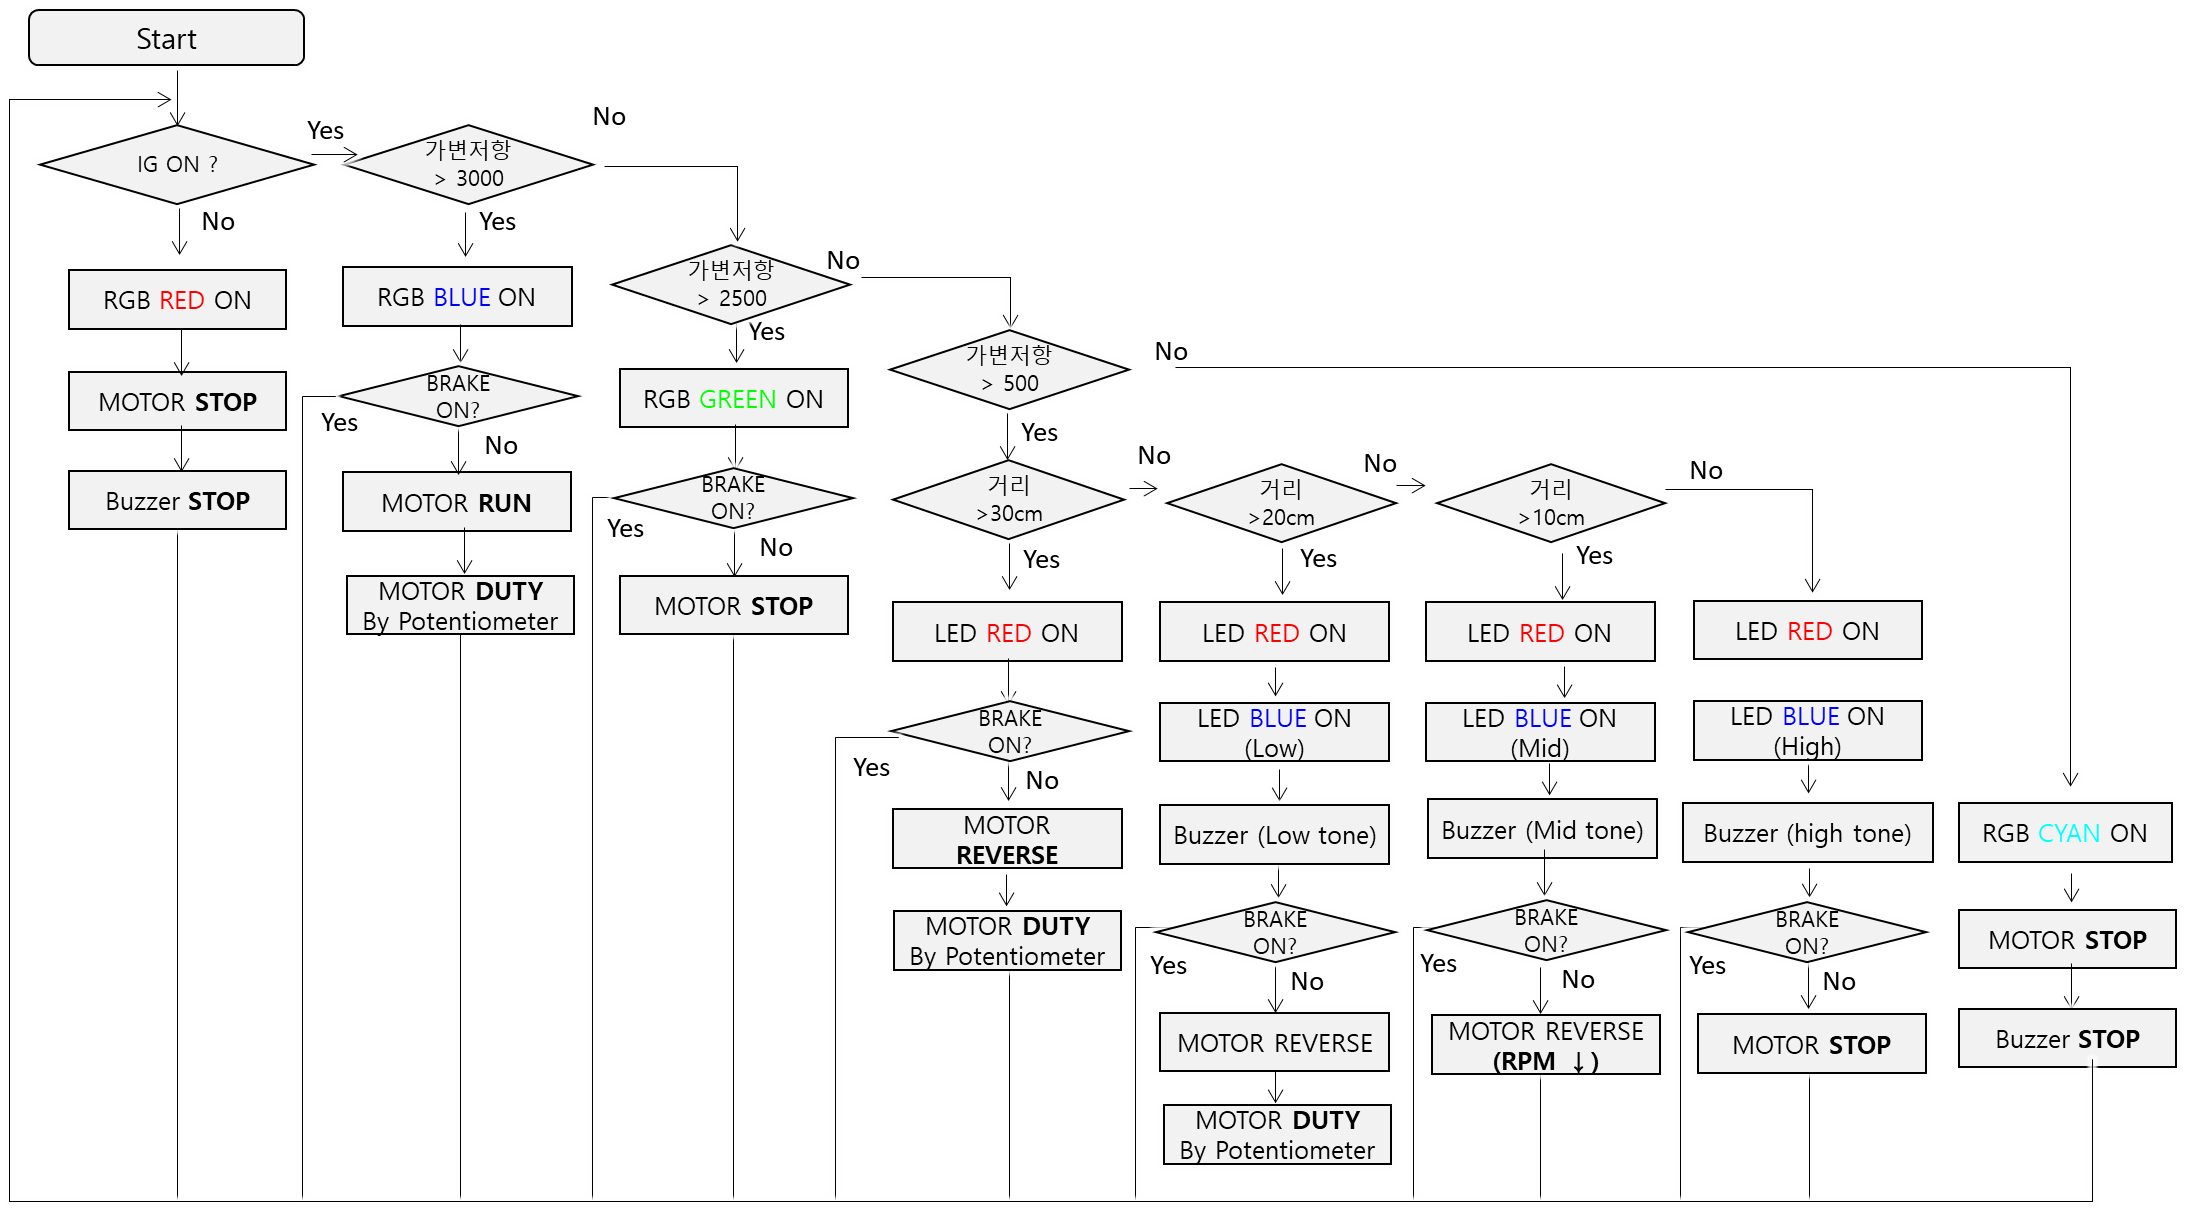 Start
IG ON ?
Yes
No
RGB RED ON
MOTOR STOP
Buzzer STOP
가변저항
> 3000
No
Yes
RGB BLUE ON
BRAKE
ON?
Yes
No
MOTOR RUN
MOTOR DUTY
By Potentiometer
가변저항
> 2500
No
Yes
RGB GREEN ON
BRAKE
ON?
Yes
No
MOTOR STOP
가변저항
> 500
No
Yes
거리
>30cm
No
Yes
LED RED ON
BRAKE
ON?
Yes
No
MOTOR
REVERSE
MOTOR DUTY
By Potentiometer
거리
>20cm
No
Yes
LED RED ON
LED BLUE ON
(Low)
Buzzer (Low tone)
BRAKE
ON?
Yes
No
MOTOR REVERSE
MOTOR DUTY
By Potentiometer
거리
>10cm
No
Yes
LED RED ON
LED BLUE ON
(Mid)
Buzzer (Mid tone)
BRAKE
ON?
Yes
No
MOTOR REVERSE
(RPM ↓)
LED RED ON
LED BLUE ON
(High)
Buzzer (high tone)
BRAKE
ON?
Yes
No
MOTOR STOP
RGB CYAN ON
MOTOR STOP
Buzzer STOP